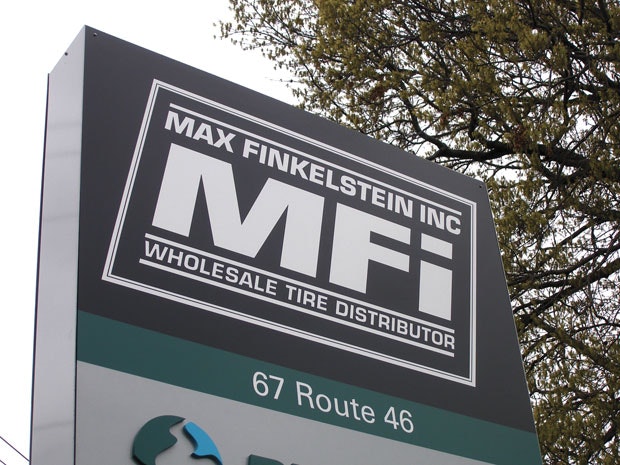 MAX FINKELSTEIN INC
MFi
WHOLESALE TIRE DISTRIBUTOR
67 Route 46